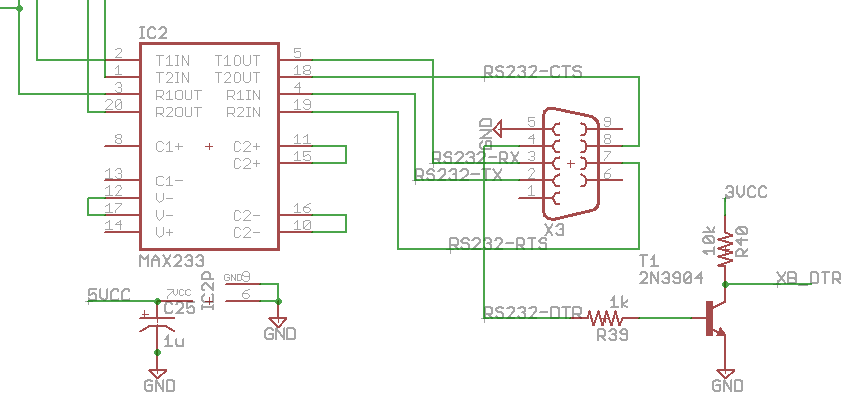 IC2
2 T1IN T1OUT 5
1 T2IN T2OUT 18
3 R1OUT R1IN 4
20 R2OUT R2IN 19
8 C1+ C2+ 11
C2+ 15
13 C1-
12 V-
17 V- C2- 16
14 V+ C2- 10
MAX233
RS232-CTS
GND
5 9
4 8
RS232-RX 3 7
RS232-TX 2 6
1
X3
RS232-RTS
3VCC
10k
R40
T1
2N3904
XB_DTR
5VCC
7 VCC
IC2P
GND 9
6
C25
+
1u
GND
GND
RS232-DTR
1k
R39
GND